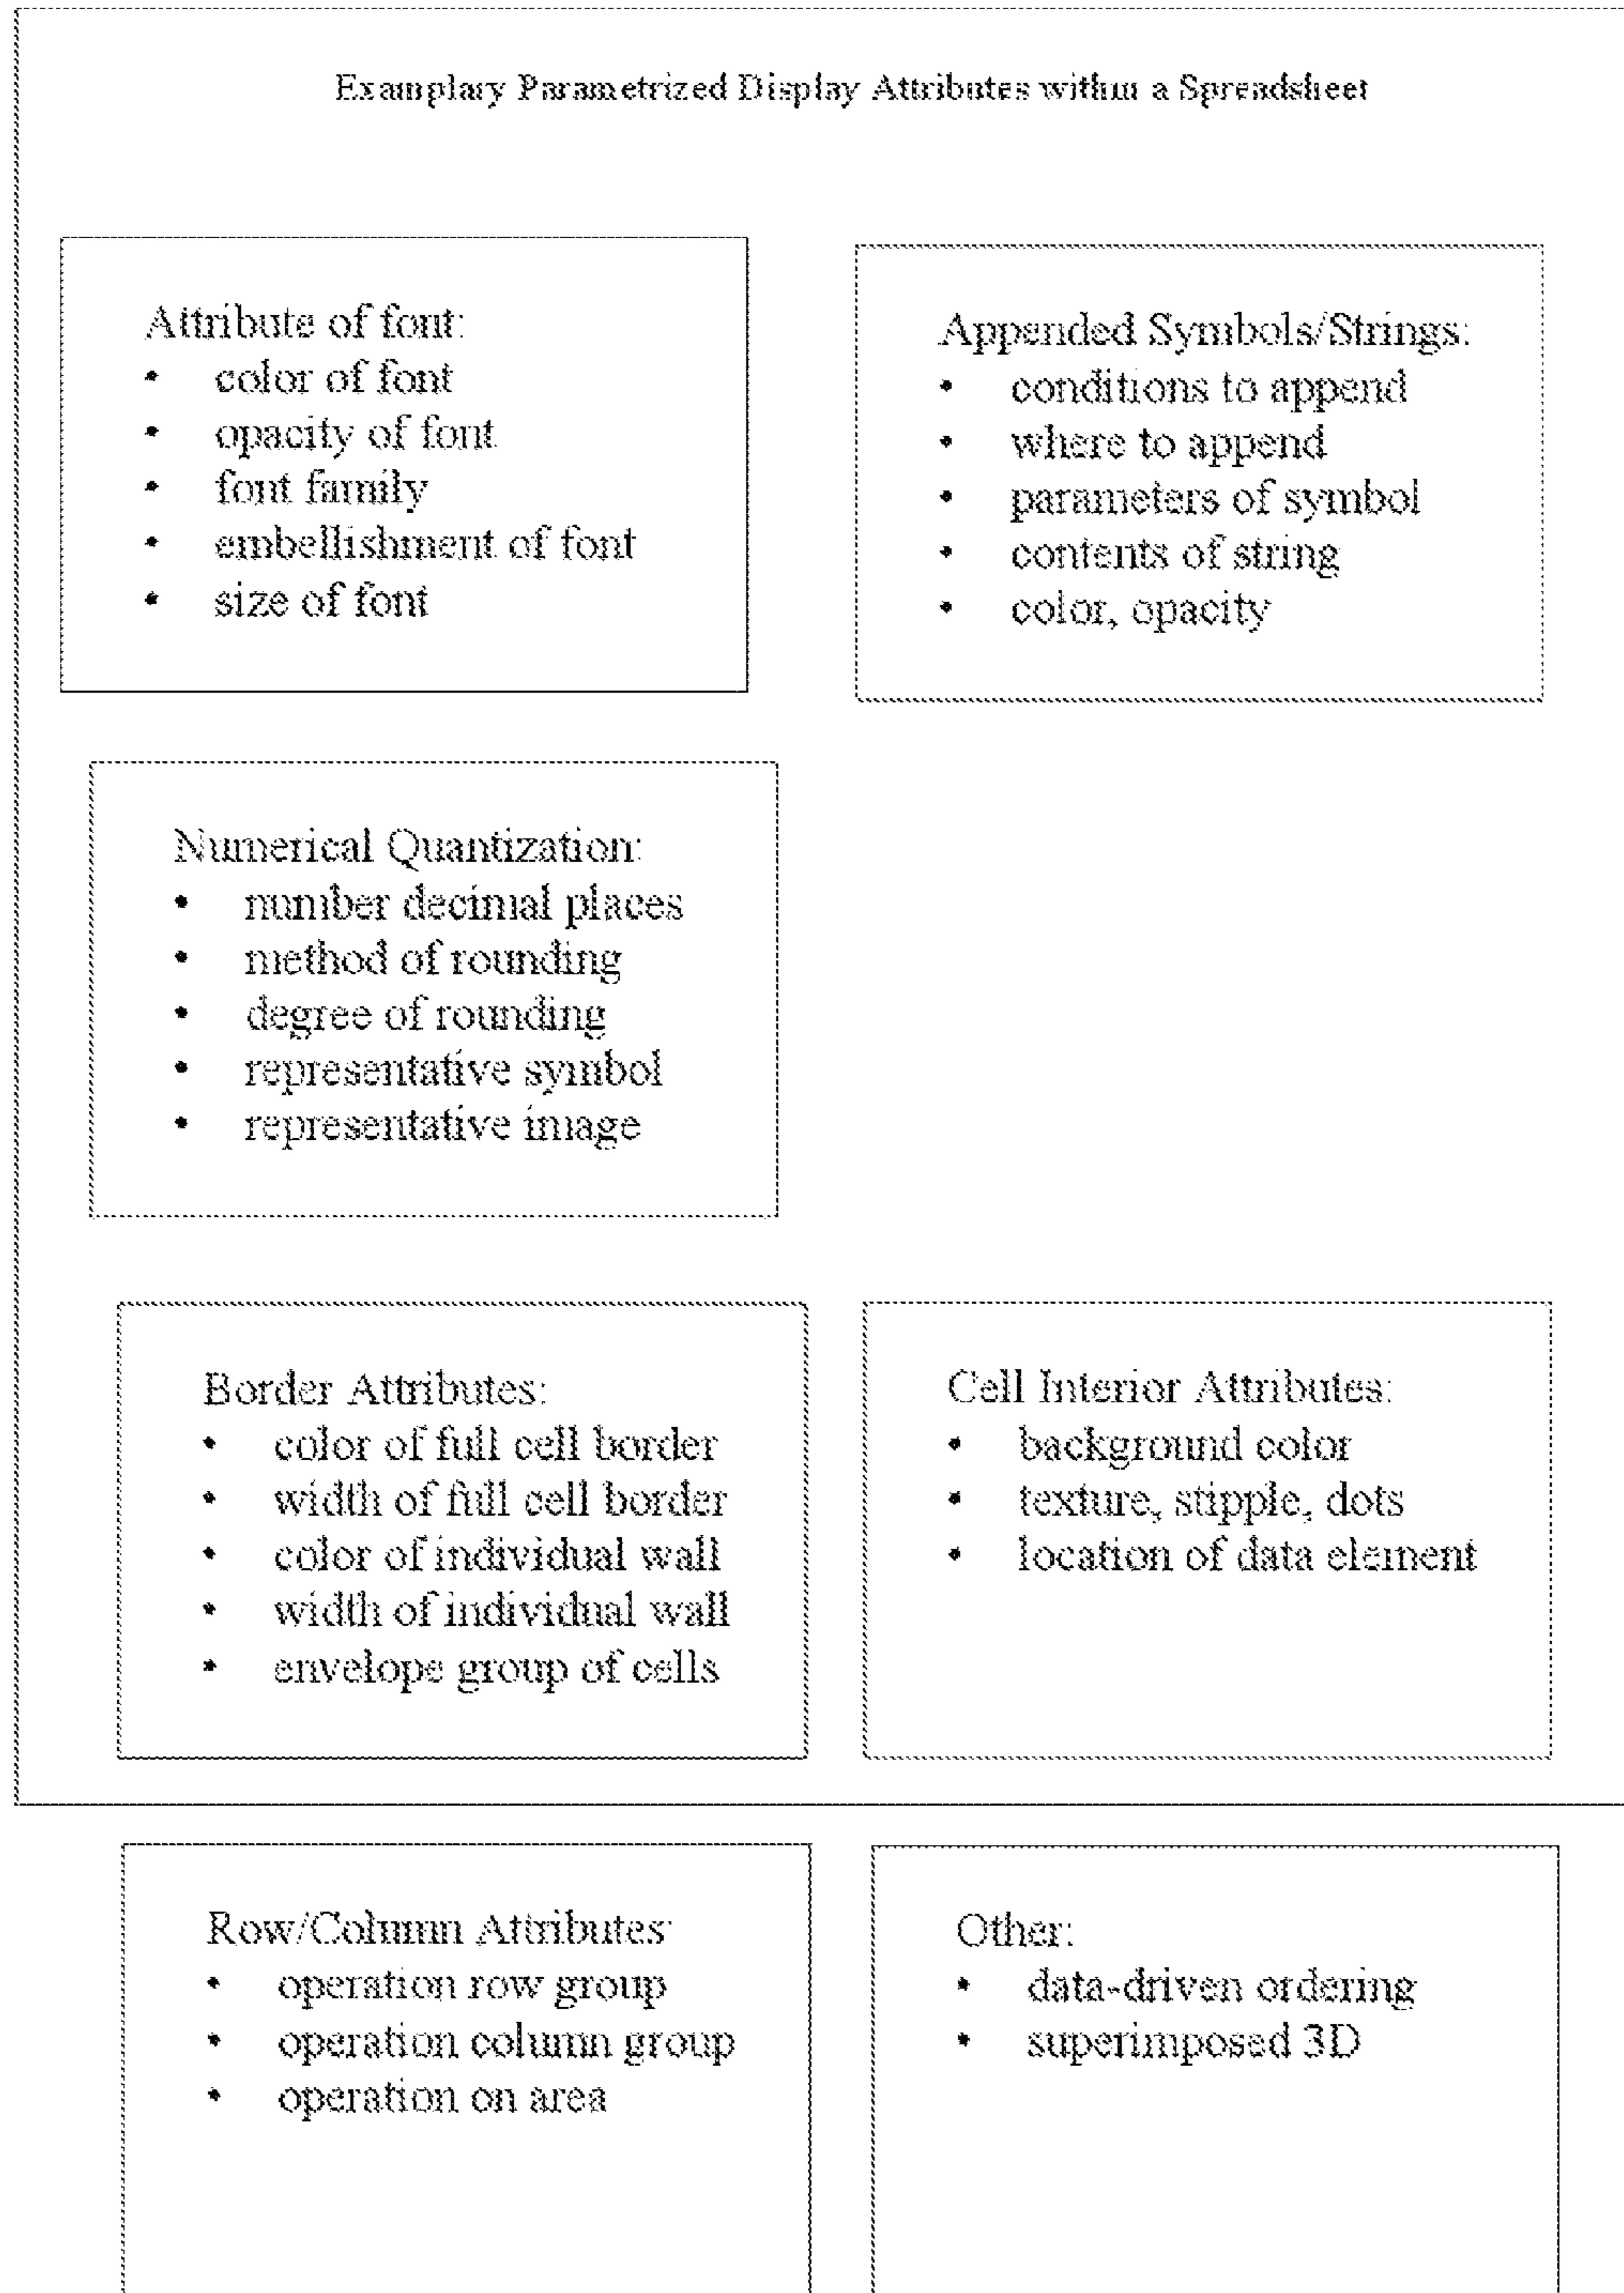 Examplary Parametrized Display Attributes within a Spreadsheet
Attribute of font:
• color of font
• opacity of font
• font family
• embellishment of font
• size of font
Appended Symbols/Strings:
• conditions to append
• where to append
• parameters of symbol
• contents of string
• color, opacity
Numerical Quantization:
• number decimal places
• method of rounding
• degree of rounding
• representative symbol
• representative image
Border Attributes:
• color of full cell border
• width of full cell border
• color of individual wall
• width of individual wall
• envelope group of cells
Cell Interior Attributes:
• background color
• texture, stipple, dots
• location of data element
Row/Column Attributes:
• operation row group
• operation column group
• operation on area
Other:
• data-driven ordering
• superimposed 3D